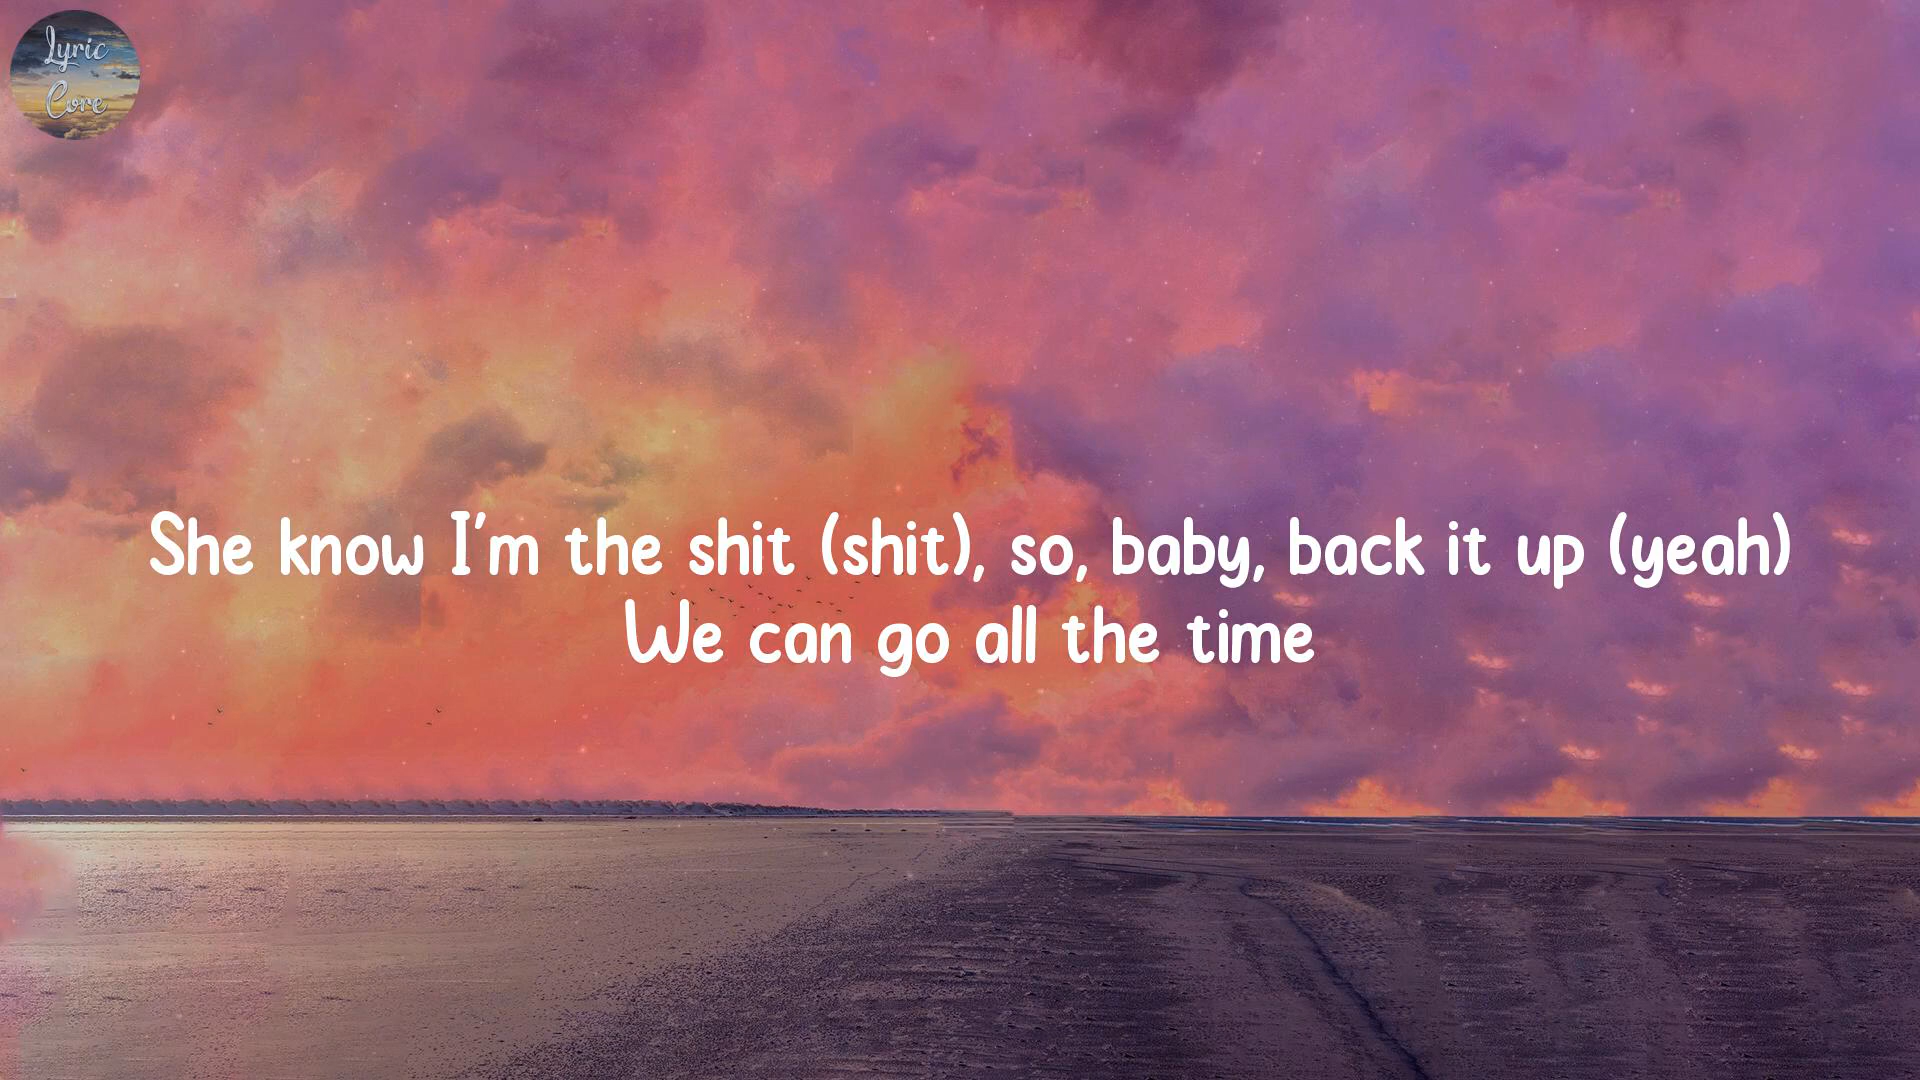 Lyric
Core
She know I'm the shit (shit), so, baby, back it up (yeah)
We can go all the time